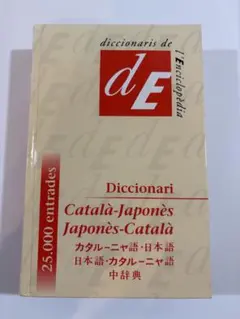 diccionaris de
l'Enciclopèdia
dE
Diccionari
Català-Japonès
Japonès-Català
カタルーニャ語・日本語
日本語・カタルーニャ語
中辞典
25.000 entrades